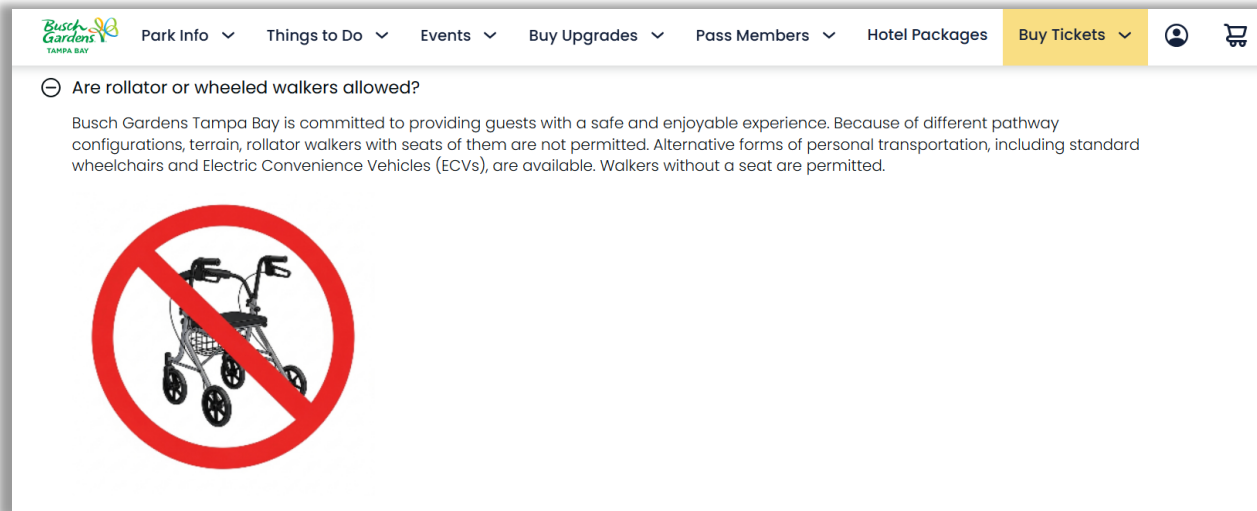 Busch Gardens TAMPA BAY
Park Info
Things to Do
Events
Buy Upgrades
Pass Members
Hotel Packages
Buy Tickets
Are rollator or wheeled walkers allowed?
Busch Gardens Tampa Bay is committed to providing guests with a safe and enjoyable experience. Because of different pathway
configurations, terrain, rollator walkers with seats of them are not permitted. Alternative forms of personal transportation, including standard
wheelchairs and Electric Convenience Vehicles (ECVs), are available. Walkers without a seat are permitted.